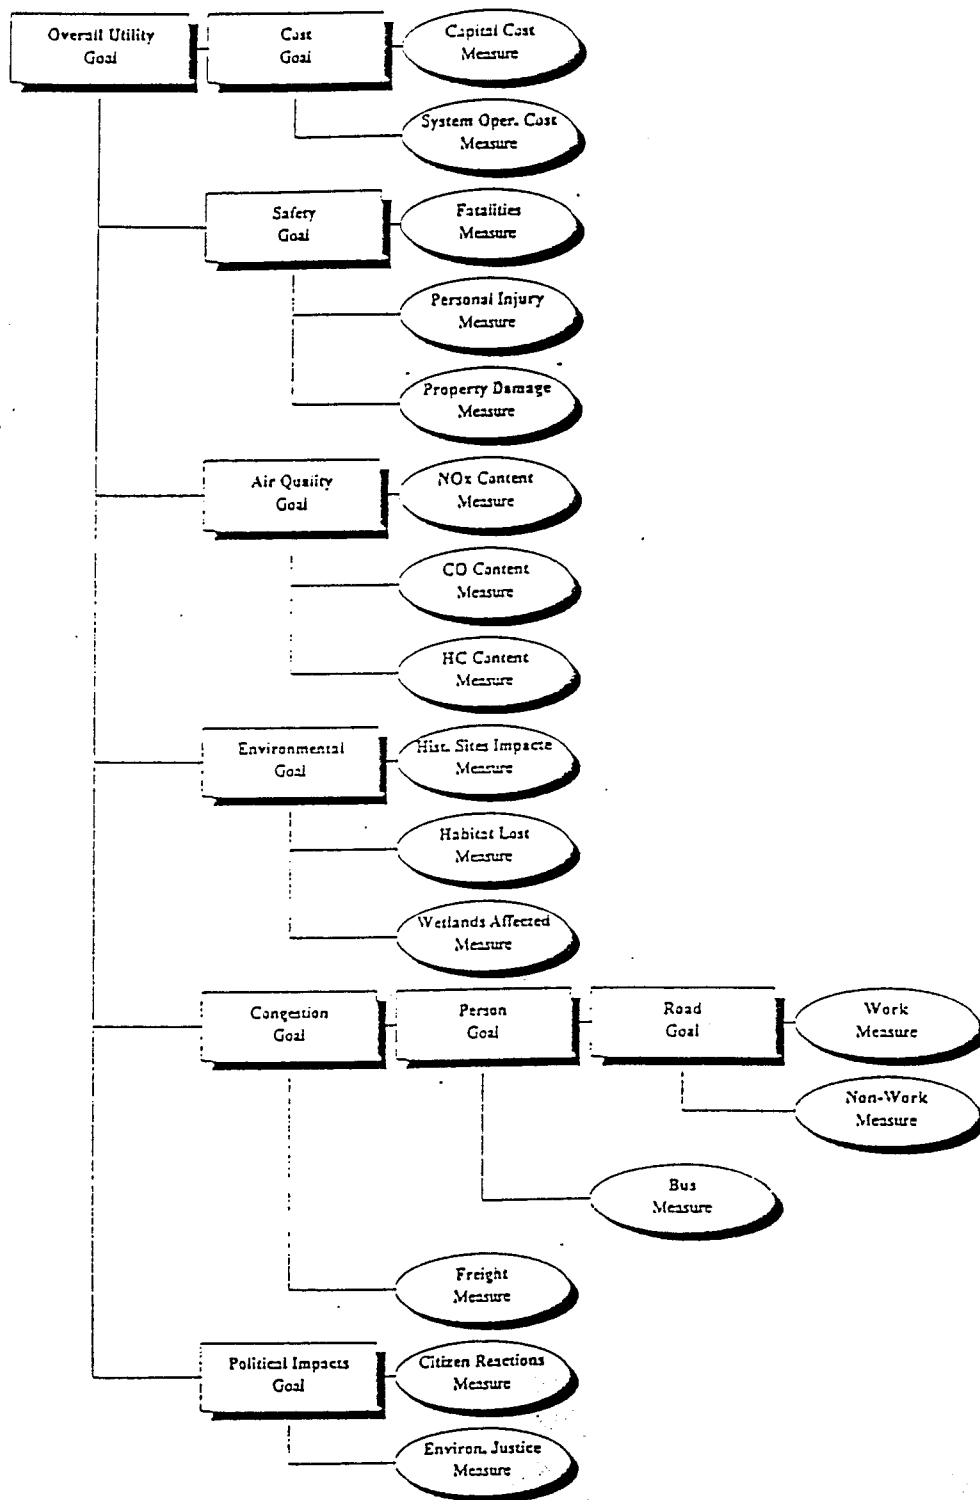 Overall Utility
Goal
Cost
Goal
Capital Cost
Measure
System Oper. Cost
Measure
Safety
Goal
Fatalities
Measure
Personal Injury
Measure
Property Damage
Measure
Air Quality
Goal
NOx Content
Measure
CO Content
Measure
HC Content
Measure
Environmental
Goal
Hist. Sites Impacte
Measure
Habitat Lost
Measure
Wetlands Affected
Measure
Congestion
Goal
Person
Goal
Road
Goal
Work
Measure
Non-Work
Measure
Bus
Measure
Freight
Measure
Political Impacts
Goal
Citizen Reactions
Measure
Environ. Justice
Measure